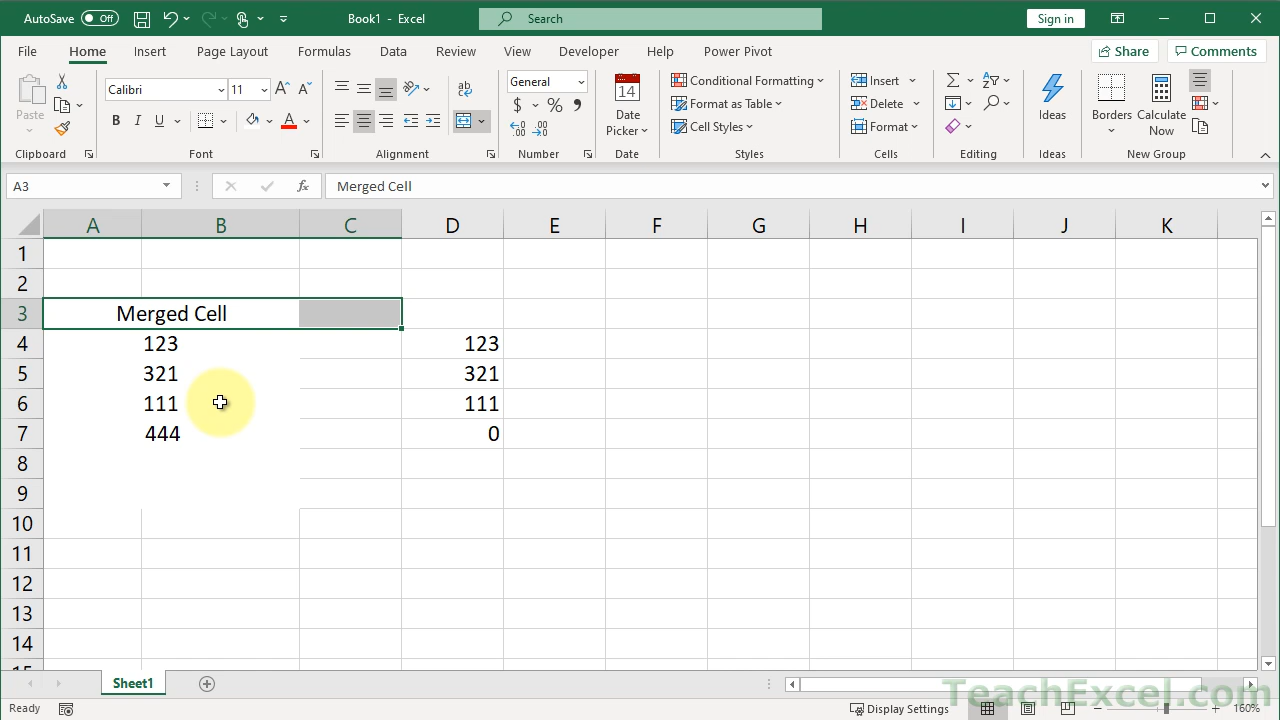 AutoSave Off Book1 - Excel Search Sign in
File Home Insert Page Layout Formulas Data Review View Developer Help Power Pivot Share Comments
Paste
Clipboard
Calibri 11
B I U A
Font
Alignment
General
$ % 9
Number
14
Date Picker
Date
Conditional Formatting
Format as Table
Cell Styles
Styles
Insert
Delete
Format
Cells
Editing
Ideas
Ideas
Borders
Calculate Now
New Group
A3 fx Merged Cell
A B C D E F G H I J K
1
2
3 Merged Cell
4 123 123
5 321 321
6 111 111
7 444 0
8
9
10
11
12
13
14
15
Sheet1
TeachExcel.com
Ready Display Settings 160%